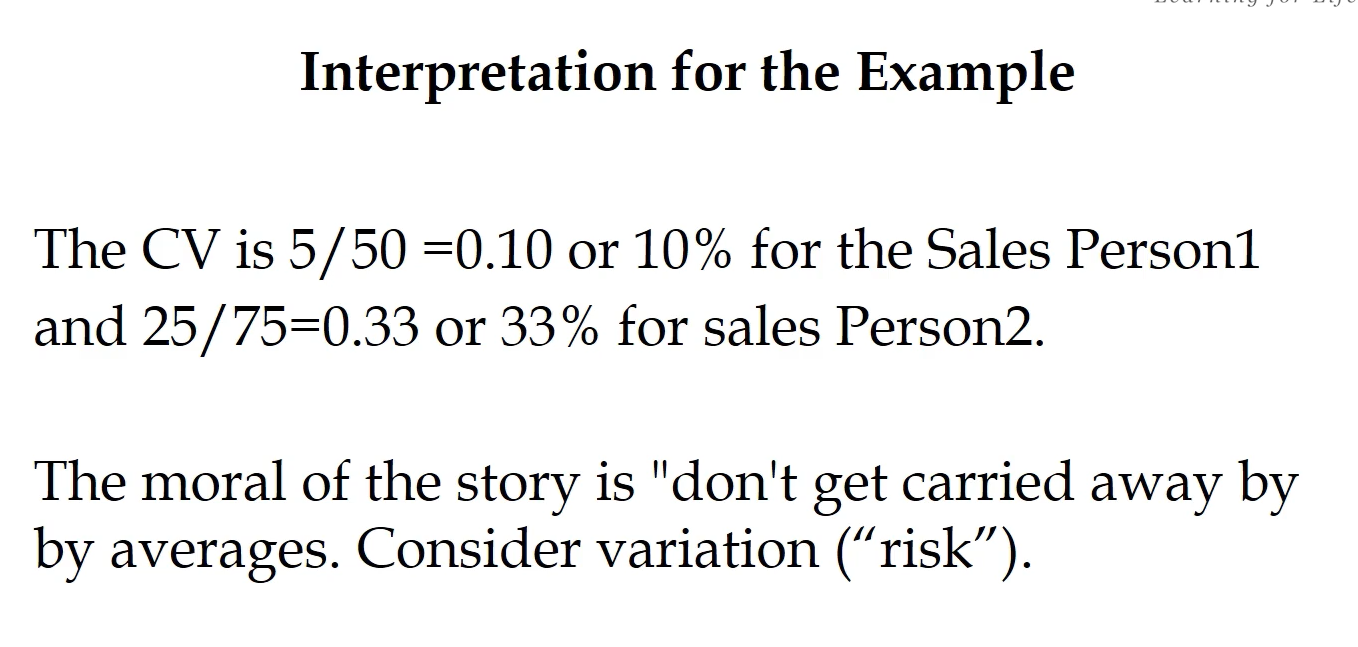 Interpretation for the Example
The CV is 5/50 =0.10 or 10% for the Sales Person1
and 25/75=0.33 or 33% for sales Person2.
The moral of the story is "don't get carried away by
by averages. Consider variation (“risk”).